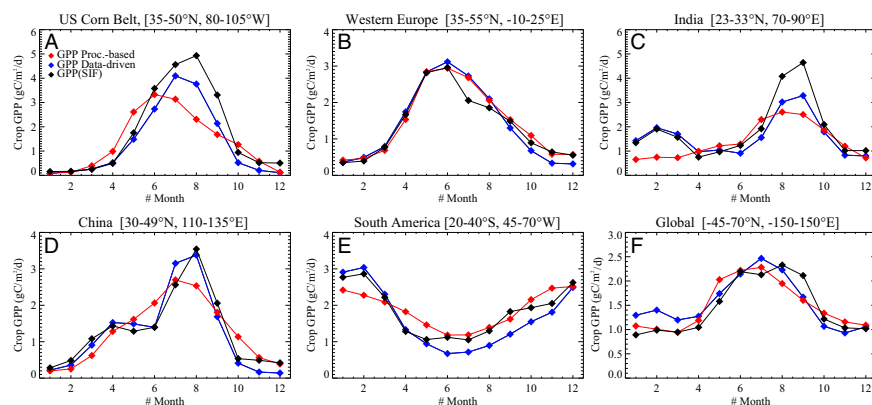 US Corn Belt, [35-50°N, 80-105°W]
A
GPP Proc.-based
GPP Data-driven
GPP(SIF)
Crop GPP (gC/m²/d)
6
5
4
3
2
1
0
2 4 6 8 10 12
# Month
Western Europe [35-55°N, -10-25°E]
B
Crop GPP (gC/m²/d)
4
3
2
1
0
2 4 6 8 10 12
# Month
India [23-33°N, 70-90°E]
C
Crop GPP (gC/m²/d)
5
4
3
2
1
0
2 4 6 8 10 12
# Month
China [30-49°N, 110-135°E]
D
Crop GPP (gC/m²/d)
4
3
2
1
0
2 4 6 8 10 12
# Month
South America [20-40°S, 45-70°W]
E
Crop GPP (gC/m²/d)
4
3
2
1
0
2 4 6 8 10 12
# Month
Global [-45-70°N, -150-150°E]
F
Crop GPP (gC/m²/d)
3.0
2.5
2.0
1.5
1.0
0.5
0.0
2 4 6 8 10 12
# Month